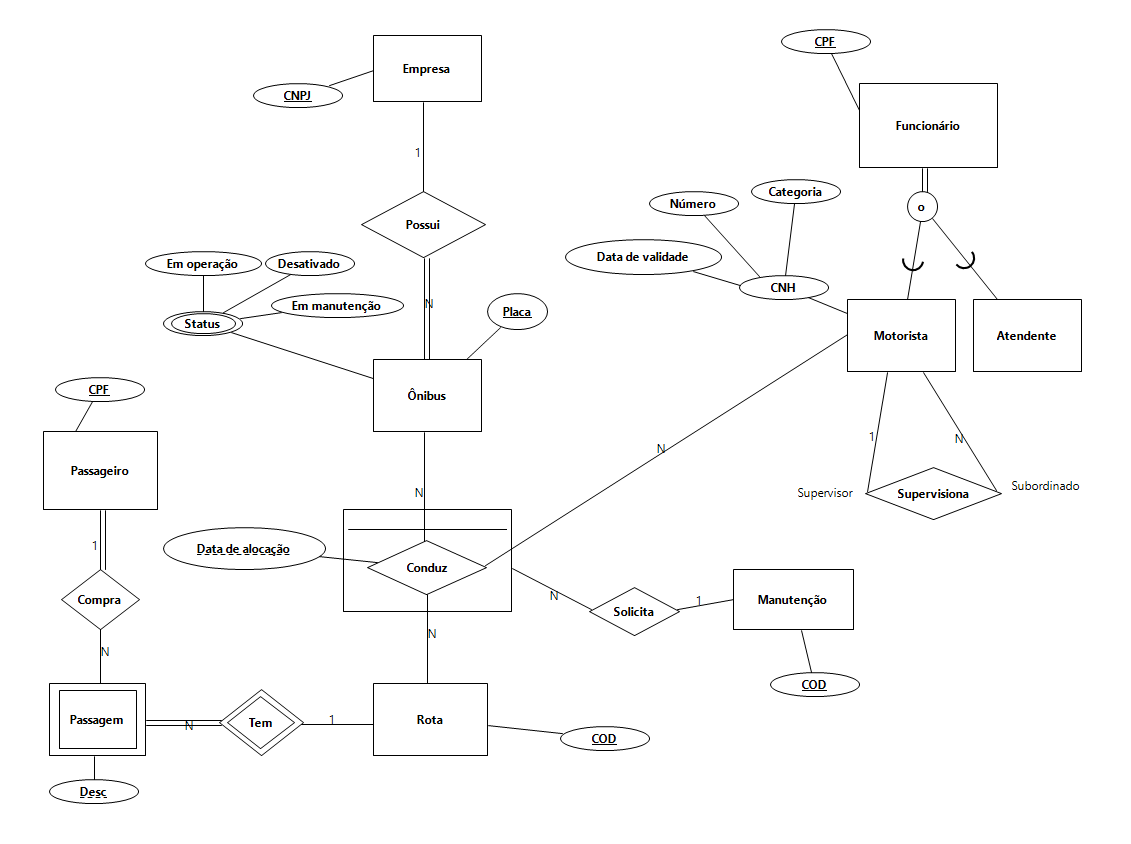 CPF
Empresa
CNPJ
Funcionário
1
Categoria
Número
o
Possui
Data de validade
Em operação
Desativado
CNH
Em manutenção
N
Placa
Status
Motorista
Atendente
CPF
Ônibus
1
N
N
Passageiro
Supervisor
Supervisiona
Subordinado
N
1
Data de alocação
Conduz
Compra
N
Solicita
1
Manutenção
N
N
COD
Passagem
N
Tem
1
Rota
COD
Desc